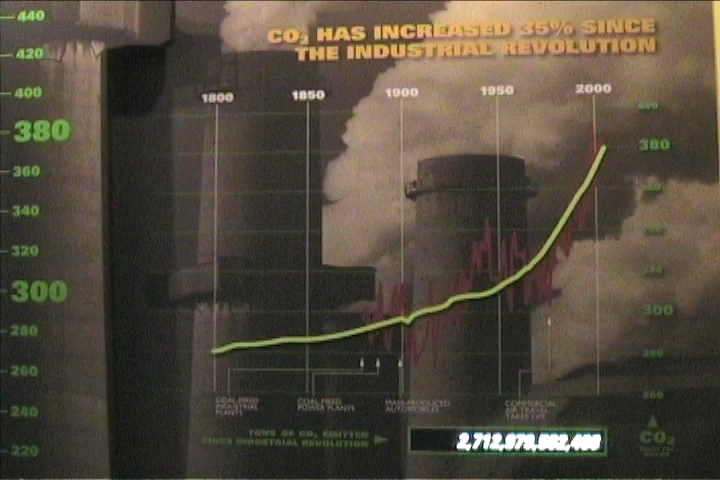 CO₂ HAS INCREASED 35% SINCE
THE INDUSTRIAL REVOLUTION
1800 1850 1900 1950 2000
440
420
400
380
360
340
320
300
280
260
240
220
380
300
COAL-FIRED
INDUSTRIAL
PLANTS
COAL-FIRED
POWER PLANTS
MASS-PRODUCED
AUTOMOBILES
COMMERCIAL
AIR TRAVEL
TONS OF CO₂ EMITTED
SINCE INDUSTRIAL REVOLUTION
CO₂